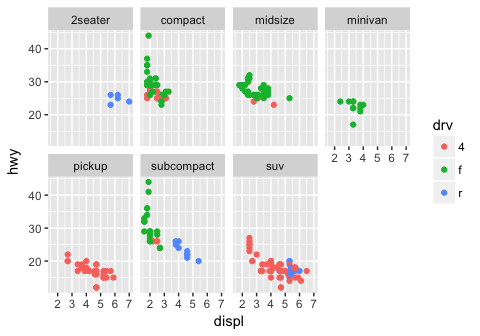 2seater compact midsize minivan
40
30
20
2 3 4 5 6 7
drv
4
f
r
hwy
pickup subcompact suv
40
30
20
2 3 4 5 6 7 2 3 4 5 6 7 2 3 4 5 6 7
displ